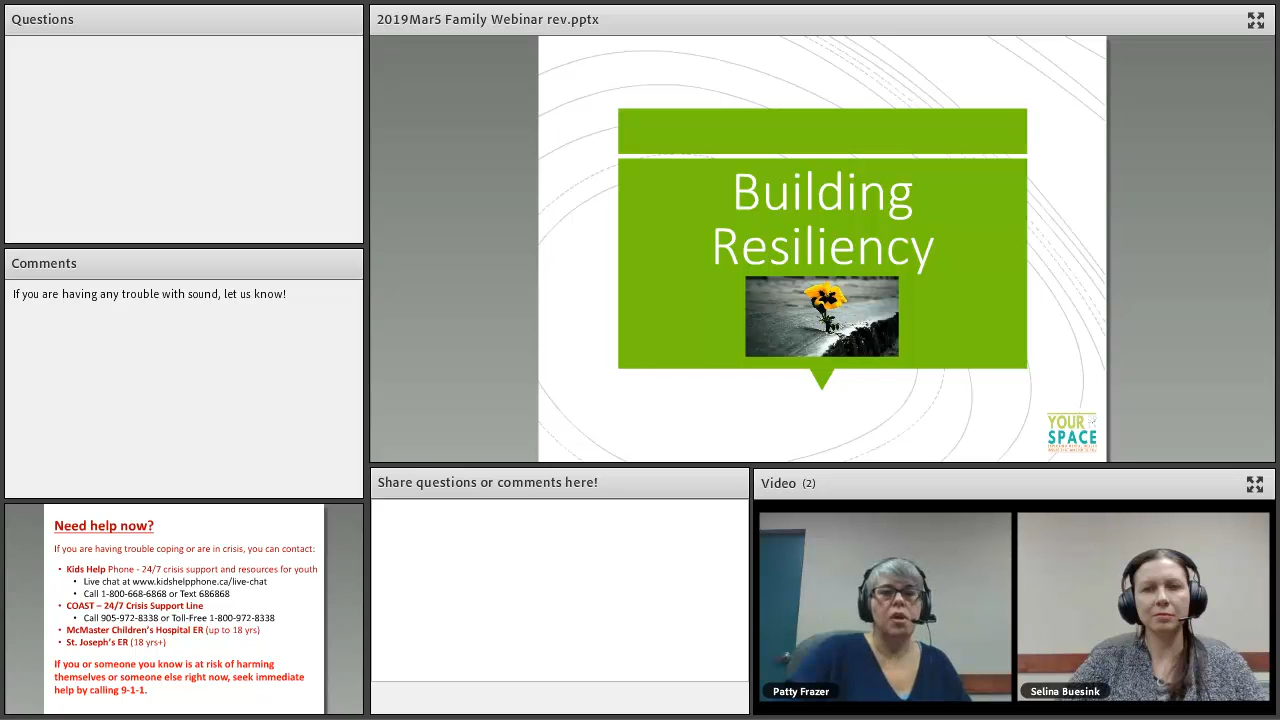 Questions
2019Mar5 Family Webinar rev.pptx
Building
Resiliency
YOUR
SPACE
Comments
If you are having any trouble with sound, let us know!
Need help now?
If you are having trouble coping or are in crisis, you can contact:
• Kids Help Phone - 24/7 crisis support and resources for youth
• Live chat at www.kidshelpphone.ca/live-chat
• Call 1-800-668-6868 or Text 686868
• COAST – 24/7 Crisis Support Line
• Call 905-972-8338 or Toll-Free 1-800-972-8338
• McMaster Children's Hospital ER (up to 18 yrs)
• St. Joseph's ER (18 yrs+)
If you or someone you know is at risk of harming
themselves or someone else right now, seek immediate
help by calling 9-1-1.
Share questions or comments here!
Video (2)
Patty Frazer
Selina Buesink